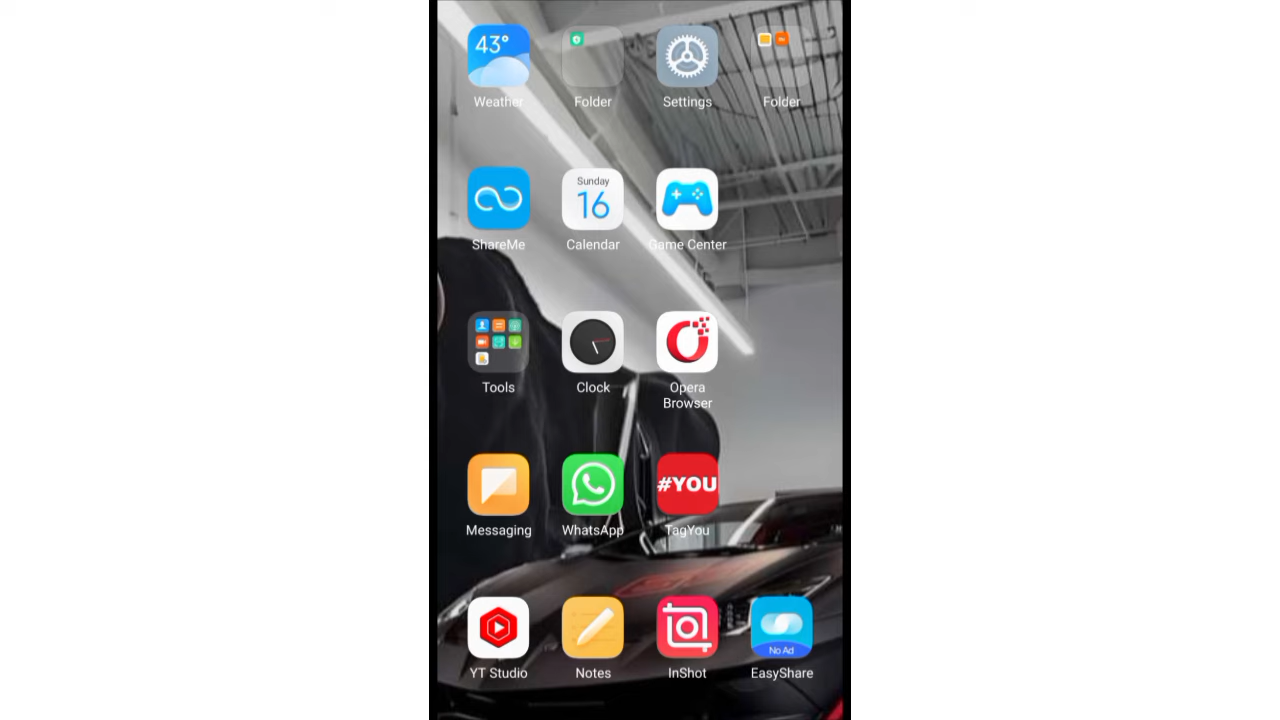 43°
Weather
Folder
Settings
Folder
Sunday
16
ShareMe
Calendar
Game Center
Tools
Clock
Opera
Browser
#YOU
Messaging
WhatsApp
TagYou
No Ad
YT Studio
Notes
InShot
EasyShare